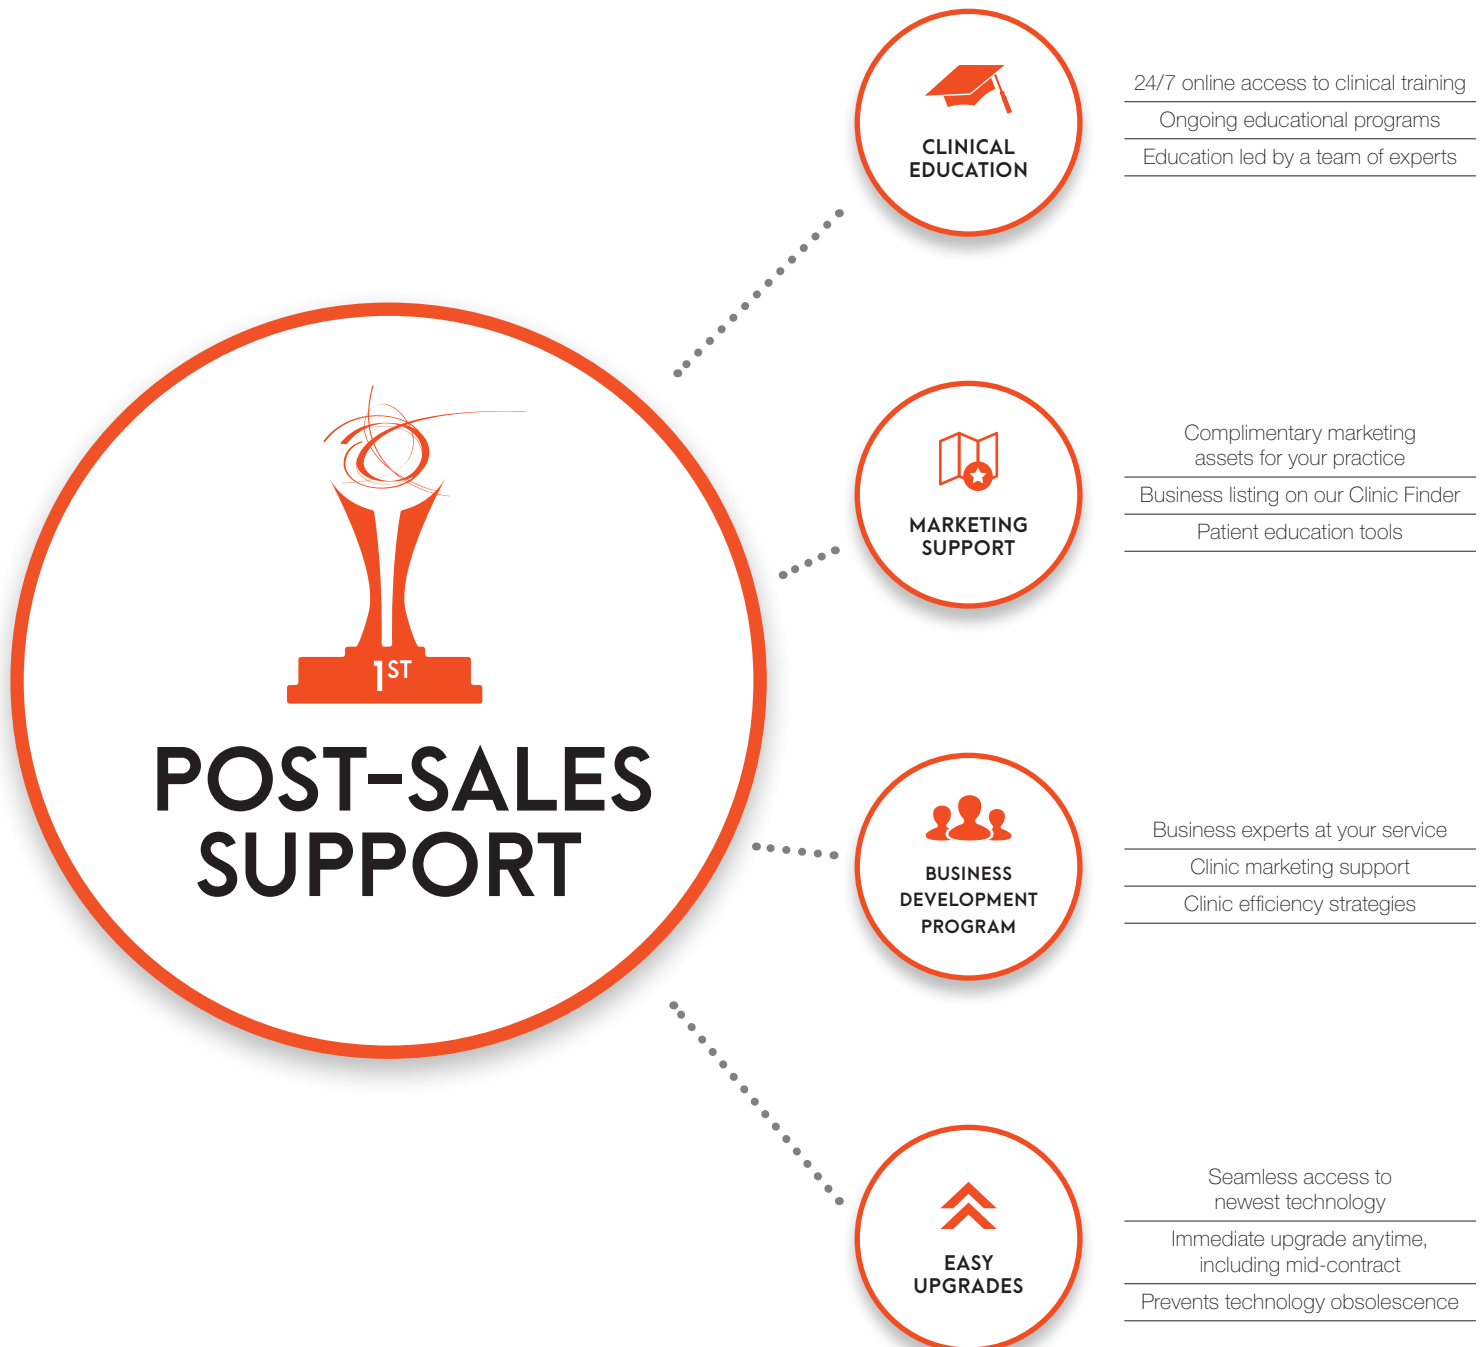 1ST
POST-SALES
SUPPORT
CLINICAL
EDUCATION
24/7 online access to clinical training
Ongoing educational programs
Education led by a team of experts
MARKETING
SUPPORT
Complimentary marketing
assets for your practice
Business listing on our Clinic Finder
Patient education tools
BUSINESS
DEVELOPMENT
PROGRAM
Business experts at your service
Clinic marketing support
Clinic efficiency strategies
EASY
UPGRADES
Seamless access to
newest technology
Immediate upgrade anytime,
including mid-contract
Prevents technology obsolescence